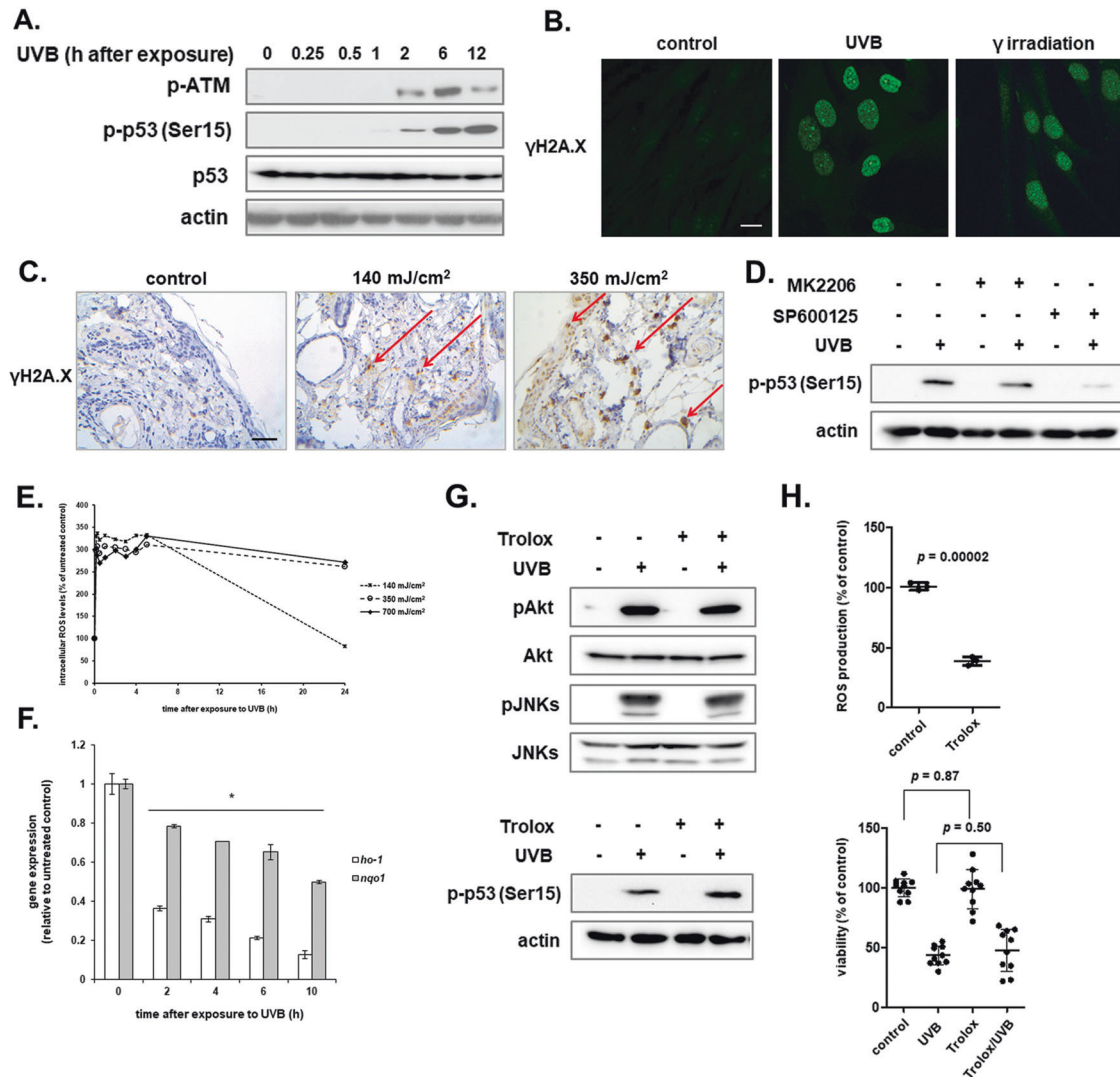 A.
UVB (h after exposure) 0 0.25 0.5 1 2 6 12
p-ATM
p-p53 (Ser15)
p53
actin
B.
control UVB γ irradiation
γH2A.X
C.
control 140 mJ/cm² 350 mJ/cm²
γH2A.X
D.
MK2206 - - + + - -
SP600125 - - - - + +
UVB - + - + - +
p-p53 (Ser15)
actin
E.
intracellular ROS levels (% of untreated control)
400
350
300
250
200
150
100
50
0
0 4 8 12 16 20 24
time after exposure to UVB (h)
140 mJ/cm²
350 mJ/cm²
700 mJ/cm²
F.
gene expression
(relative to untreated control)
1.2
1
0.8
0.6
0.4
0.2
0
*
ho-1
nqo1
0 2 4 6 10
time after exposure to UVB (h)
G.
Trolox - - + +
UVB - + - +
pAkt
Akt
pJNKs
JNKs
Trolox - - + +
UVB - + - +
p-p53 (Ser15)
actin
H.
ROS production (% of control)
150
100
50
0
p = 0.00002
control Trolox
p = 0.87
p = 0.50
viability (% of control)
150
100
50
0
control UVB Trolox Trolox/UVB